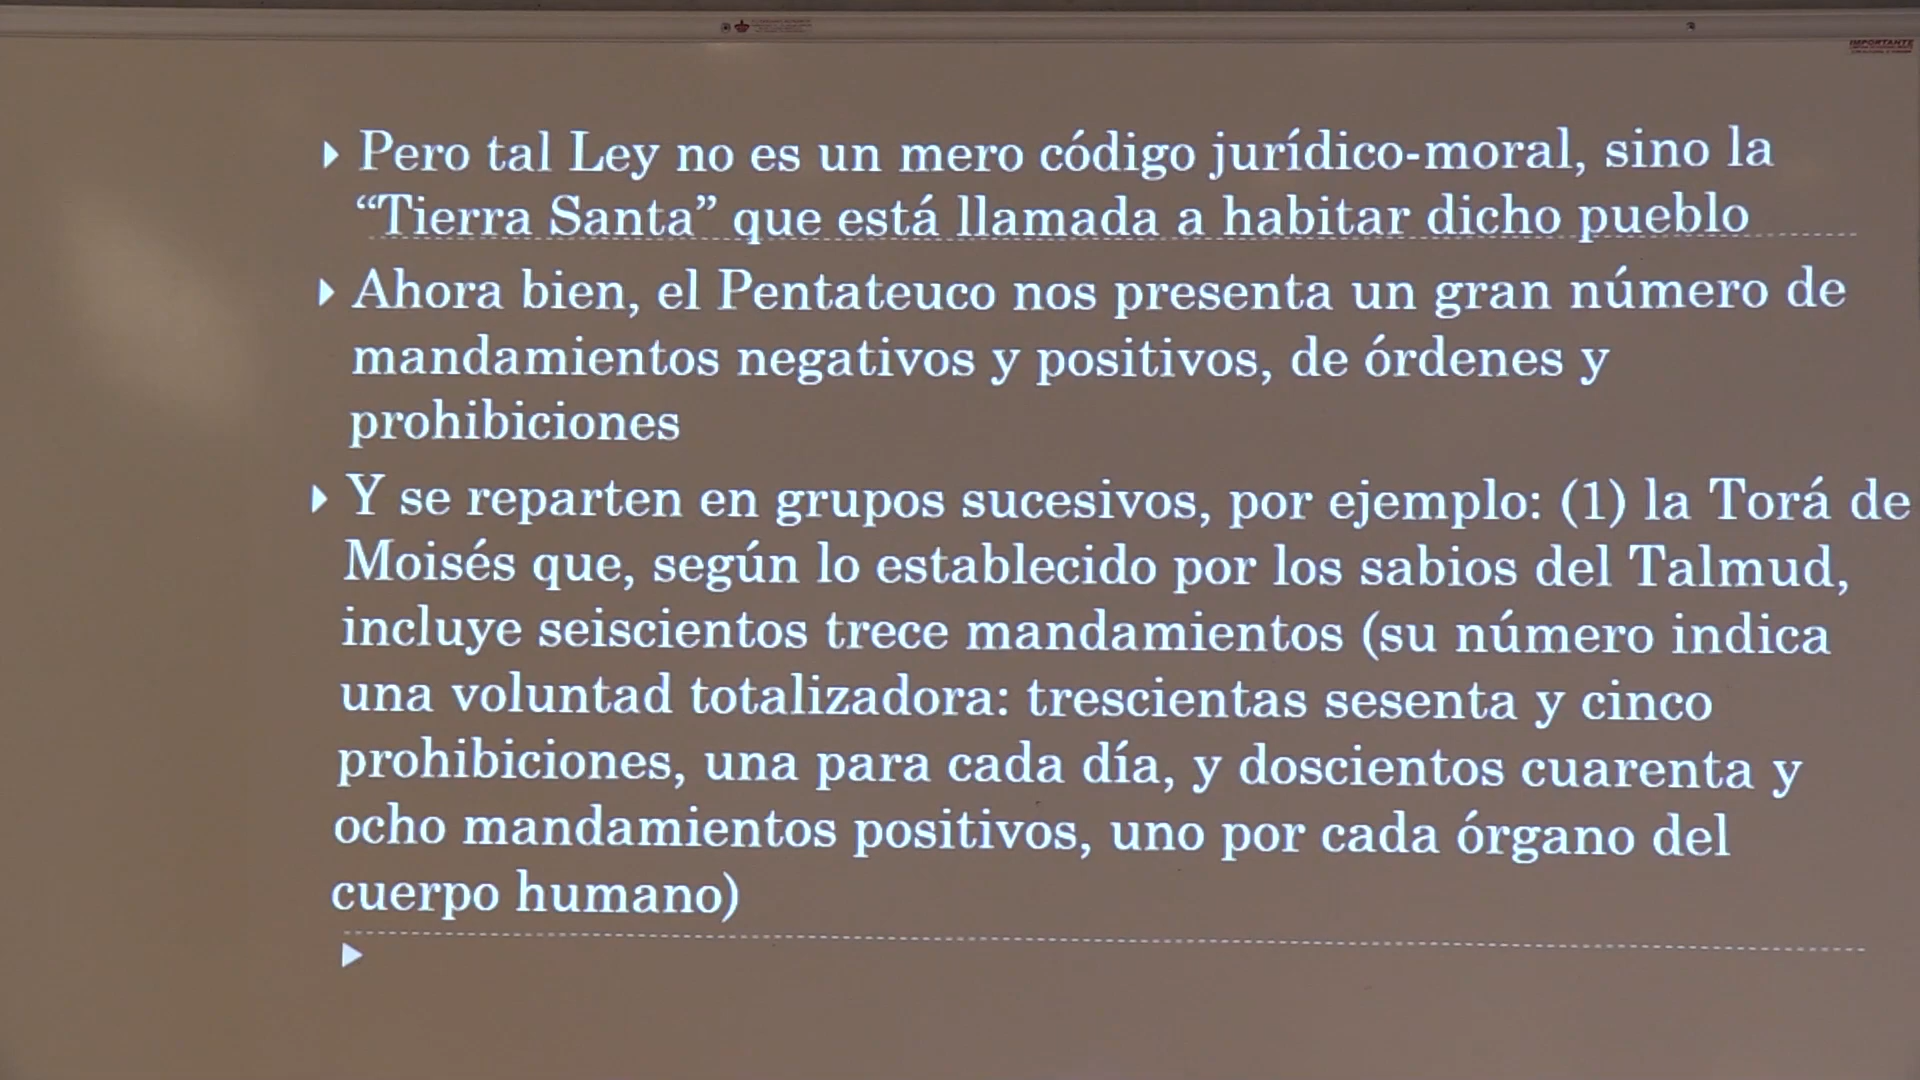 IMPORTANTE
Pero tal Ley no es un mero código jurídico-moral, sino la
“Tierra Santa” que está llamada a habitar dicho pueblo
Ahora bien, el Pentateuco nos presenta un gran número de
mandamientos negativos y positivos, de órdenes y
prohibiciones
Y se reparten en grupos sucesivos, por ejemplo: (1) la Torá de
Moisés que, según lo establecido por los sabios del Talmud,
incluye seiscientos trece mandamientos (su número indica
una voluntad totalizadora: trescientas sesenta y cinco
prohibiciones, una para cada día, y doscientos cuarenta y
ocho mandamientos positivos, uno por cada órgano del
cuerpo humano)